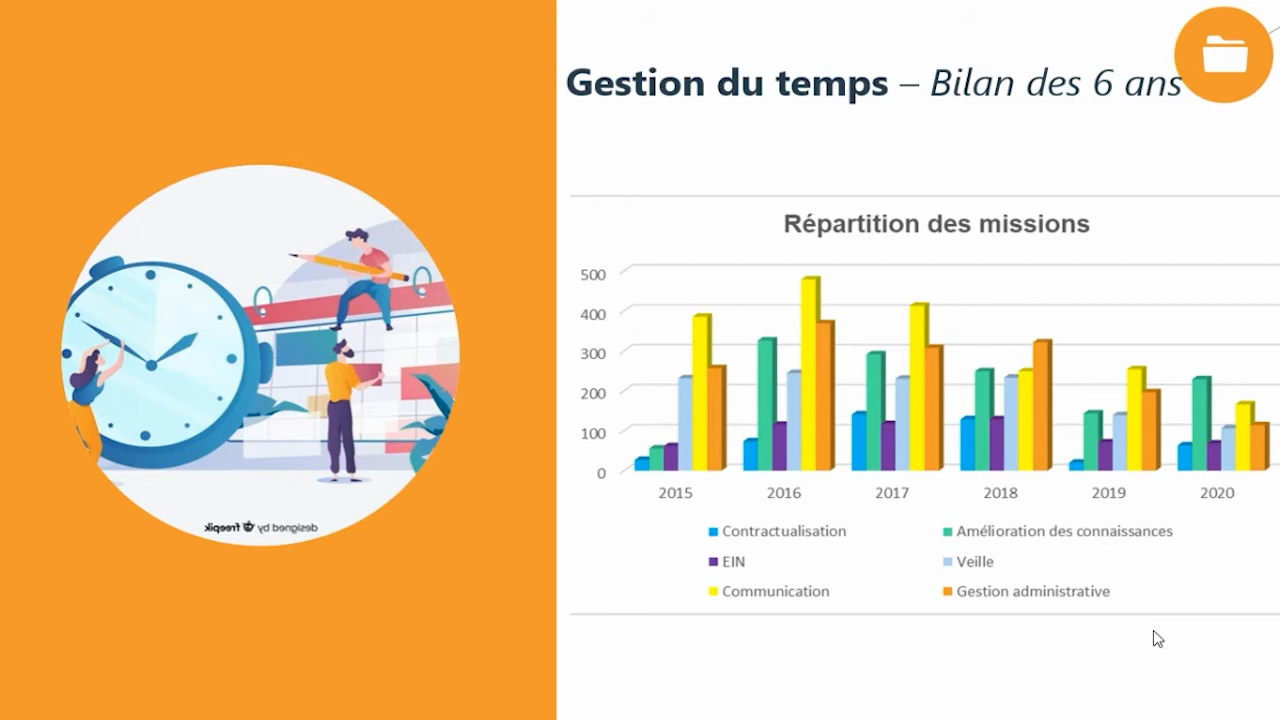 Gestion du temps – Bilan des 6 ans
Répartition des missions
500
400
300
200
100
0
2015 2016 2017 2018 2019 2020
Contractualisation Amélioration des connaissances
EIN Veille
Communication Gestion administrative
designed by freepik